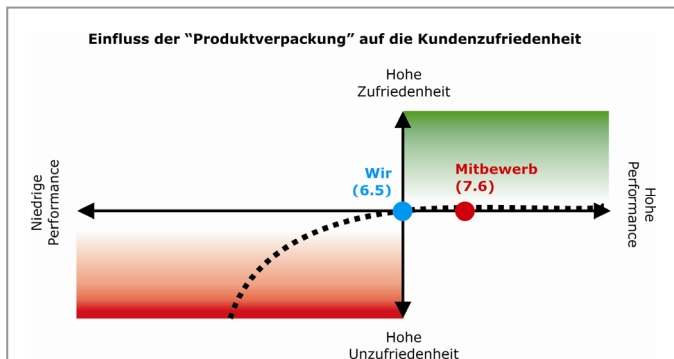 Einfluss der “Produktverpackung” auf die Kundenzufriedenheit
Hohe
Zufriedenheit
Niedrige
Performance
Wir
(6.5)
Mitbewerb
(7.6)
Hohe
Performance
Hohe
Unzufriedenheit